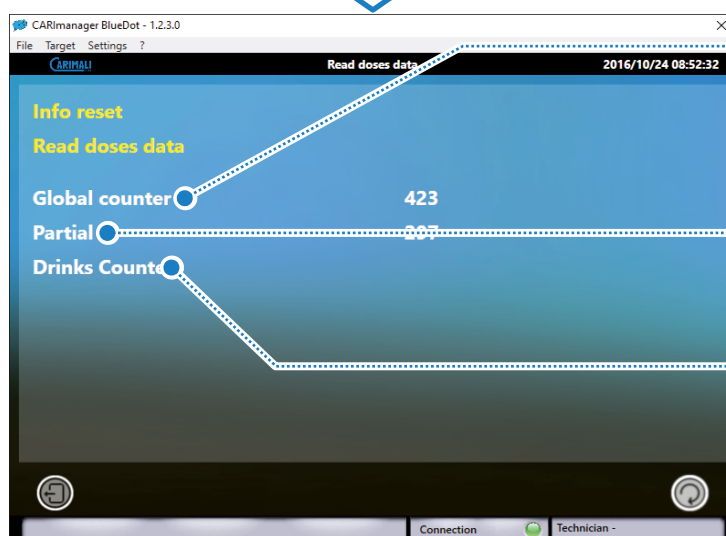 CARImanager BlueDot - 1.2.3.0
File Target Settings ?
CARIMALI Read doses data 2016/10/24 08:52:32
Info reset
Read doses data
Global counter 423
Partial
Drinks Counter
Connection Technician -